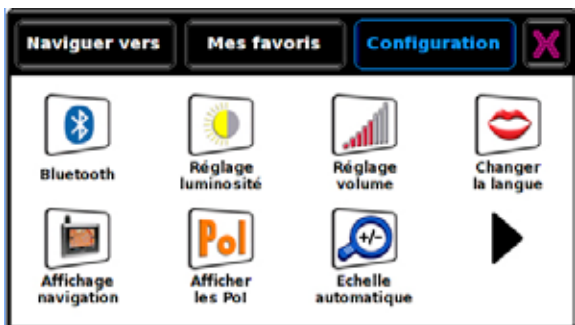 Naviguer vers
Mes favoris
Configuration
X
Bluetooth
Réglage
luminosité
Réglage
volume
Changer
la langue
Affichage
navigation
PoI
Afficher
les PoI
+/-
Echelle
automatique